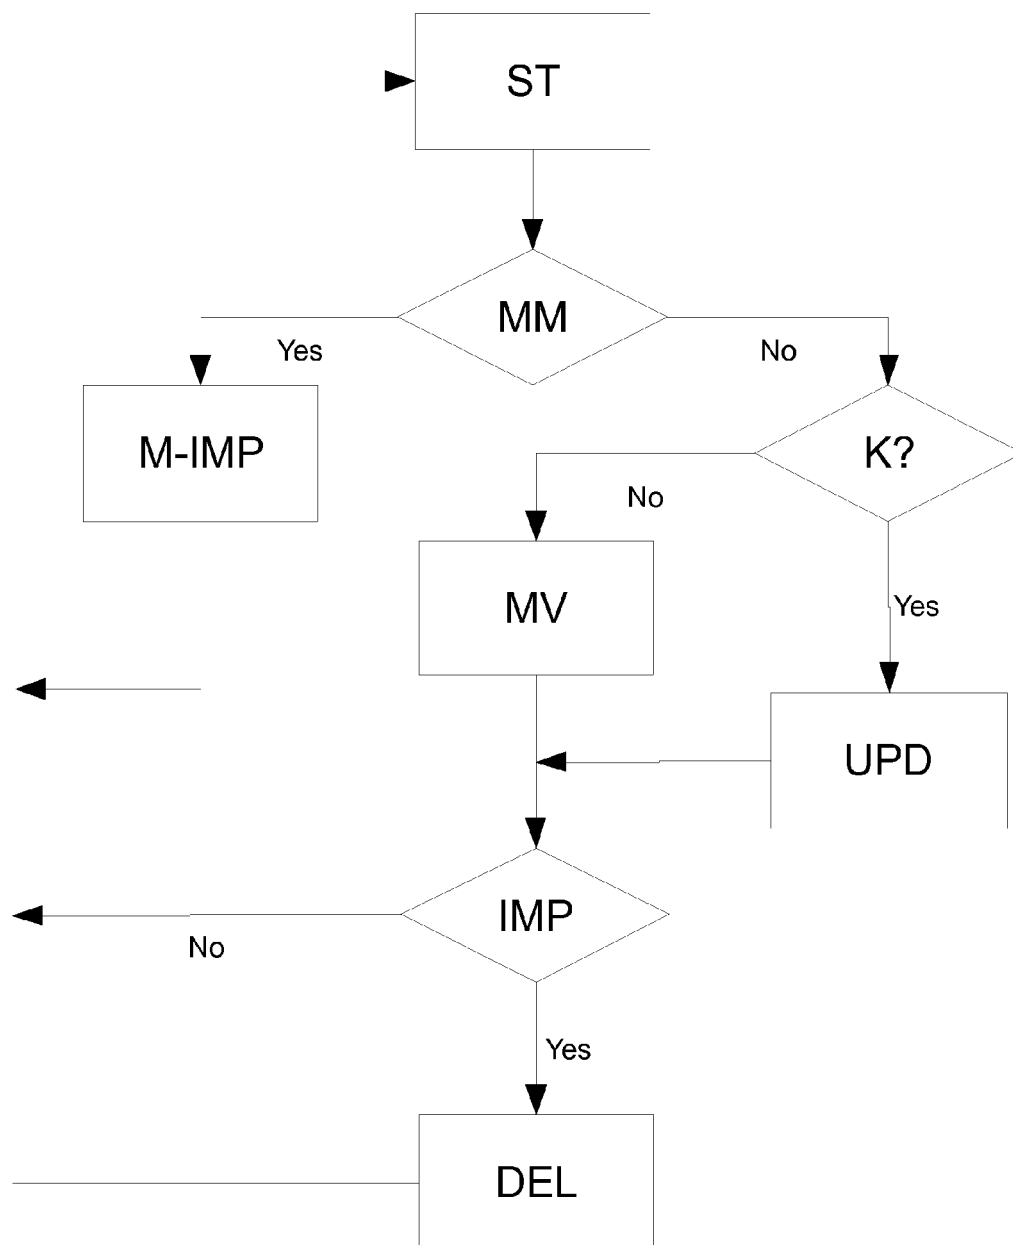 ST
MM
Yes
No
M-IMP
K?
No
MV
Yes
UPD
IMP
No
Yes
DEL